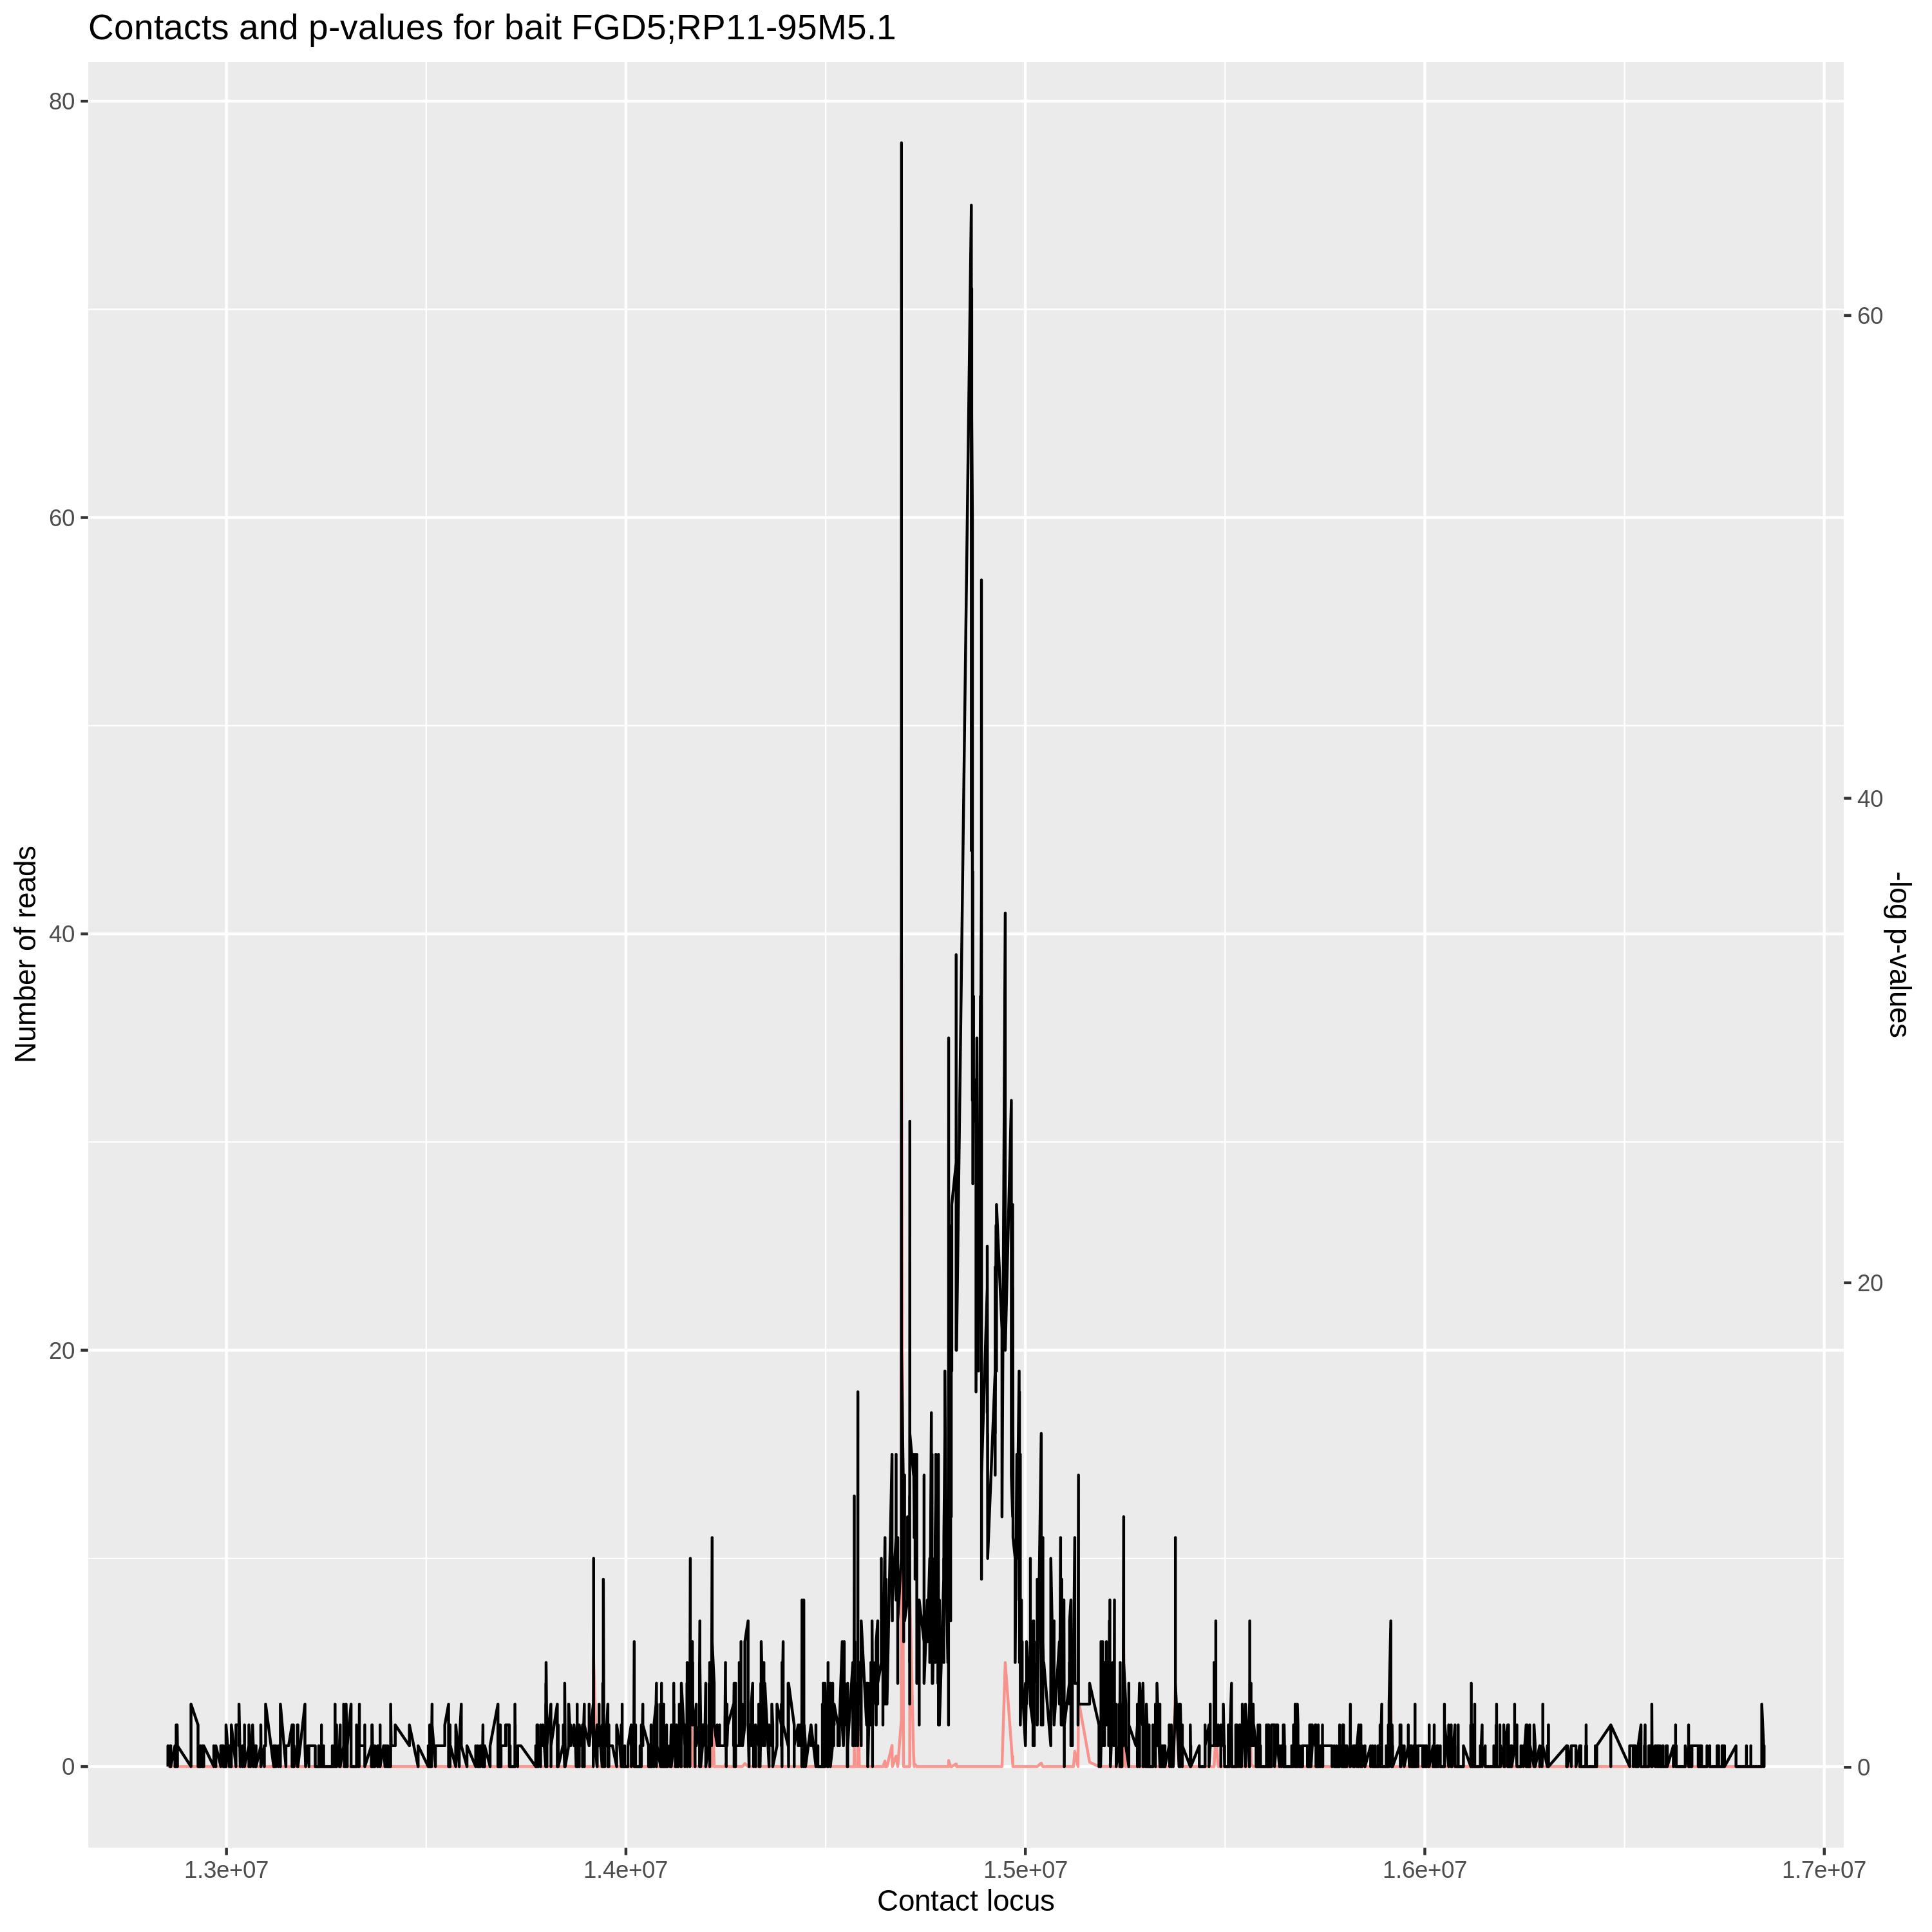 Contacts and p-values for bait FGD5;RP11-95M5.1
80
60
40
20
0
Number of reads
60
40
20
0
-log p-values
1.3e+07
1.4e+07
1.5e+07
1.6e+07
1.7e+07
Contact locus